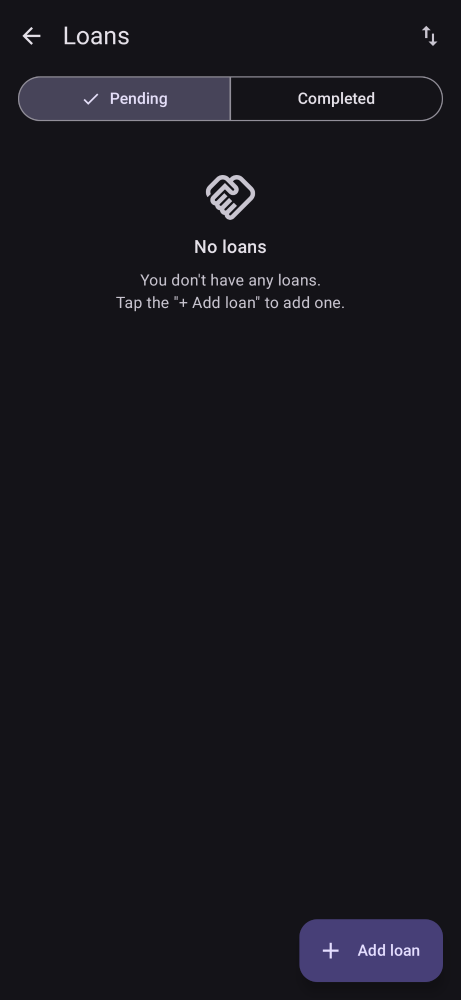 Loans
Pending
Completed
No loans
You don't have any loans.
Tap the "+ Add loan" to add one.
Add loan